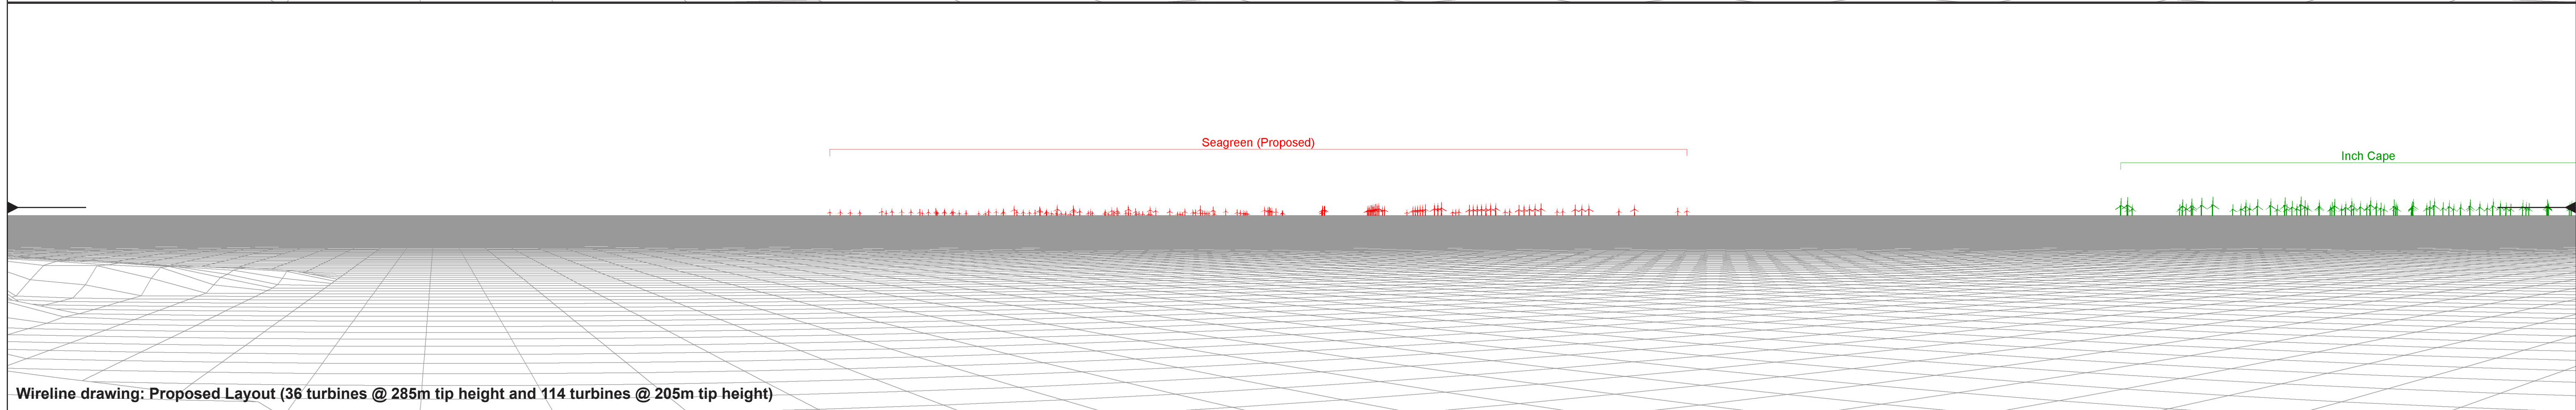 Seagreen (Proposed)
Inch Cape
Wireline drawing: Proposed Layout (36 turbines @ 285m tip height and 114 turbines @ 205m tip height)